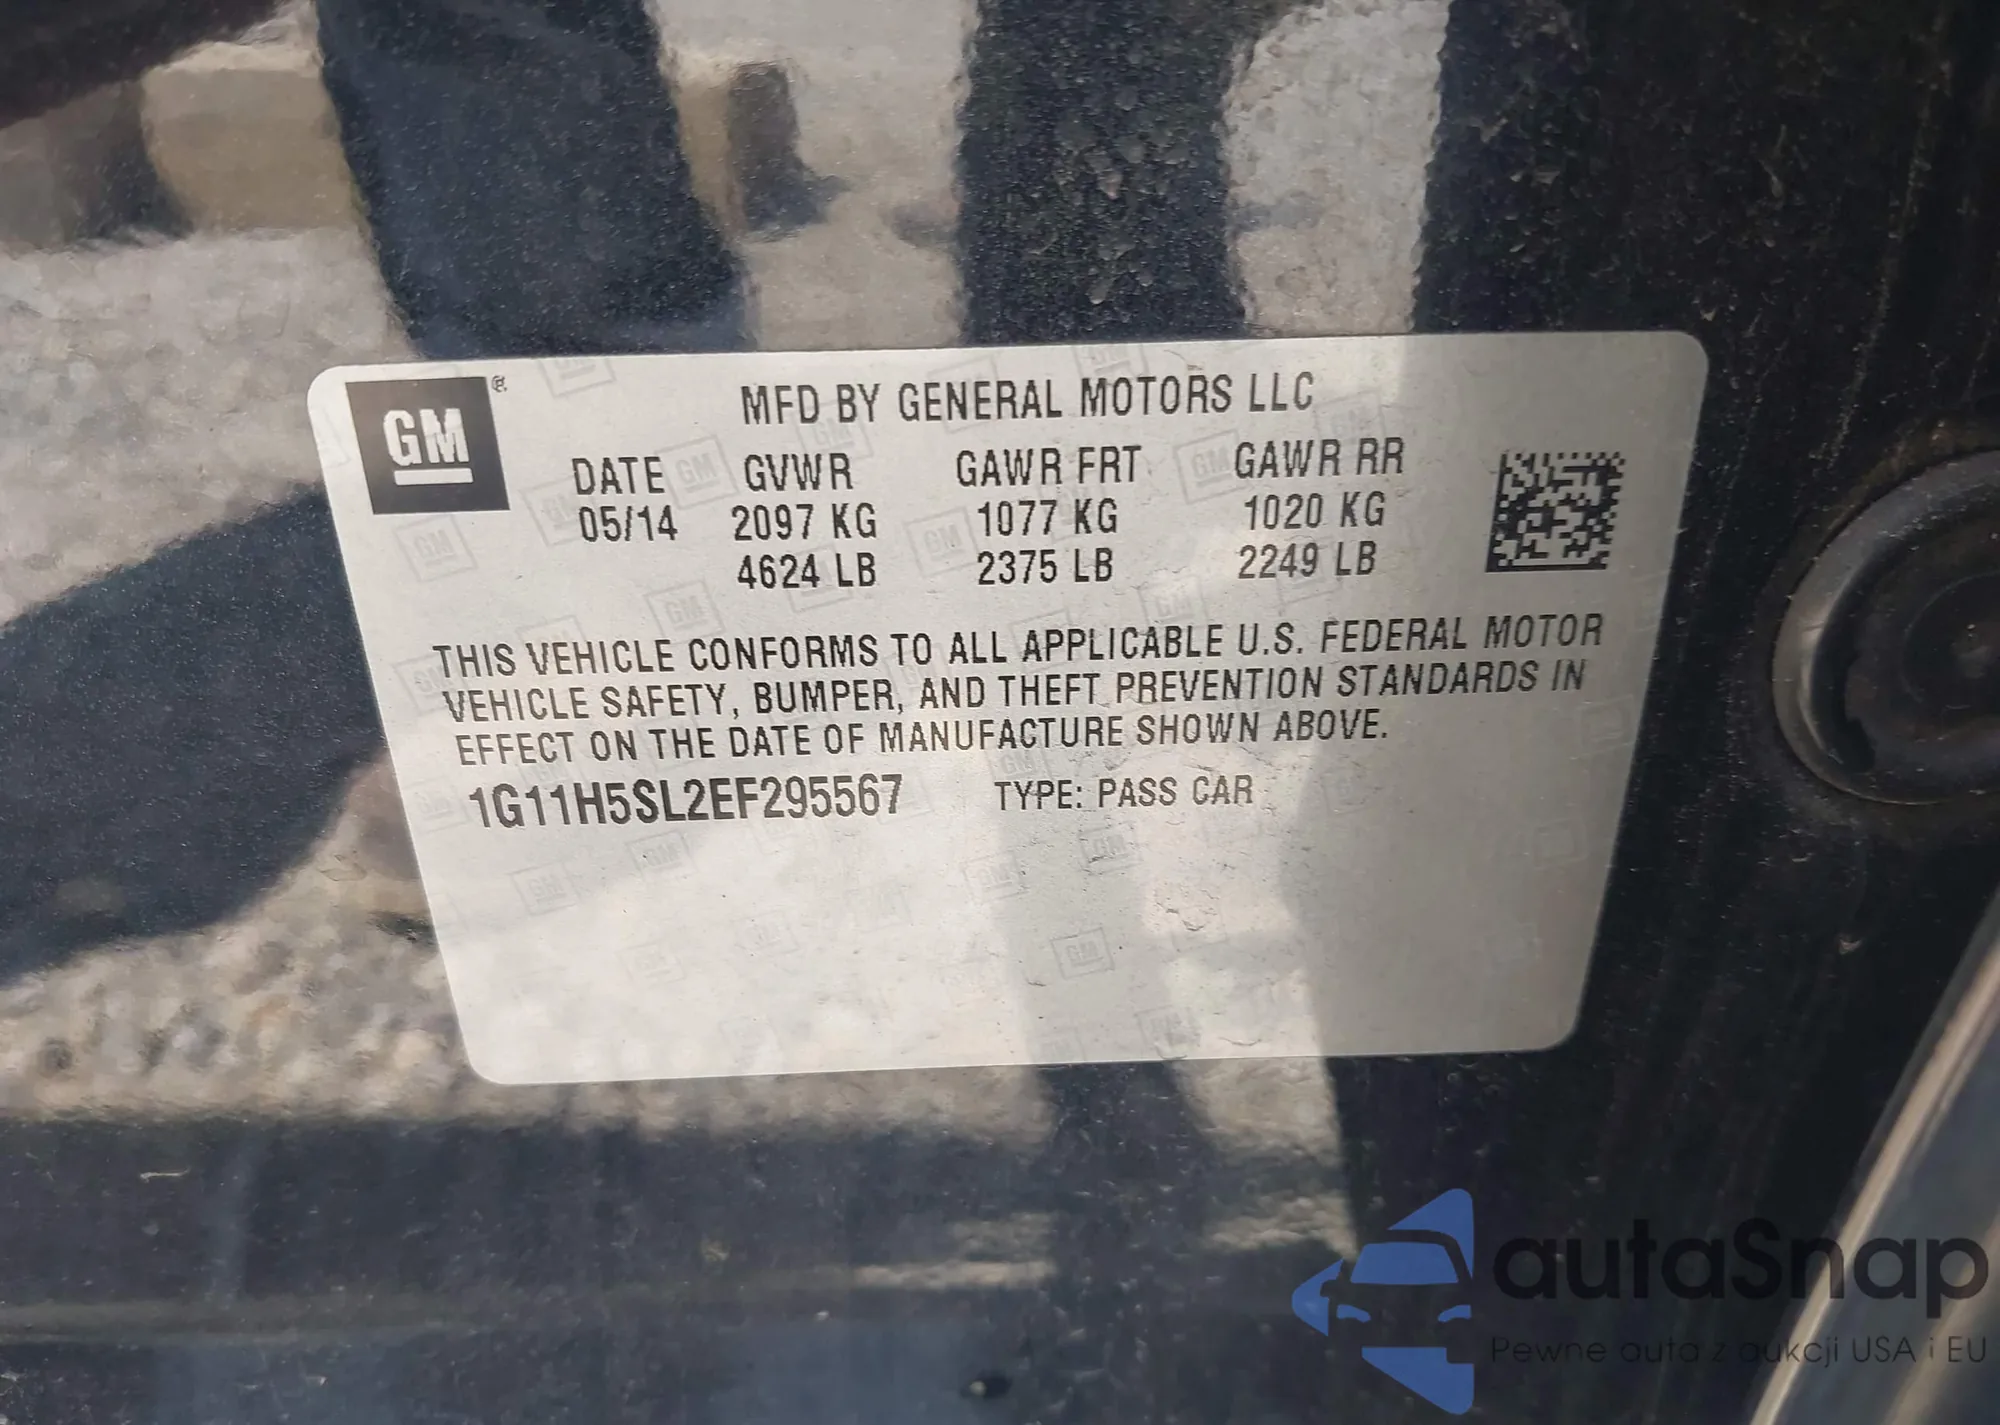 GM
MFD BY GENERAL MOTORS LLC
DATE GVWR GAWR FRT GAWR RR
05/14 2097 KG 1077 KG 1020 KG
4624 LB 2375 LB 2249 LB
THIS VEHICLE CONFORMS TO ALL APPLICABLE U.S. FEDERAL MOTOR
VEHICLE SAFETY, BUMPER, AND THEFT PREVENTION STANDARDS IN
EFFECT ON THE DATE OF MANUFACTURE SHOWN ABOVE.
1G11H5SL2EF295567 TYPE: PASS CAR
autaSnap
Pewne auta z aukcji USA i EU